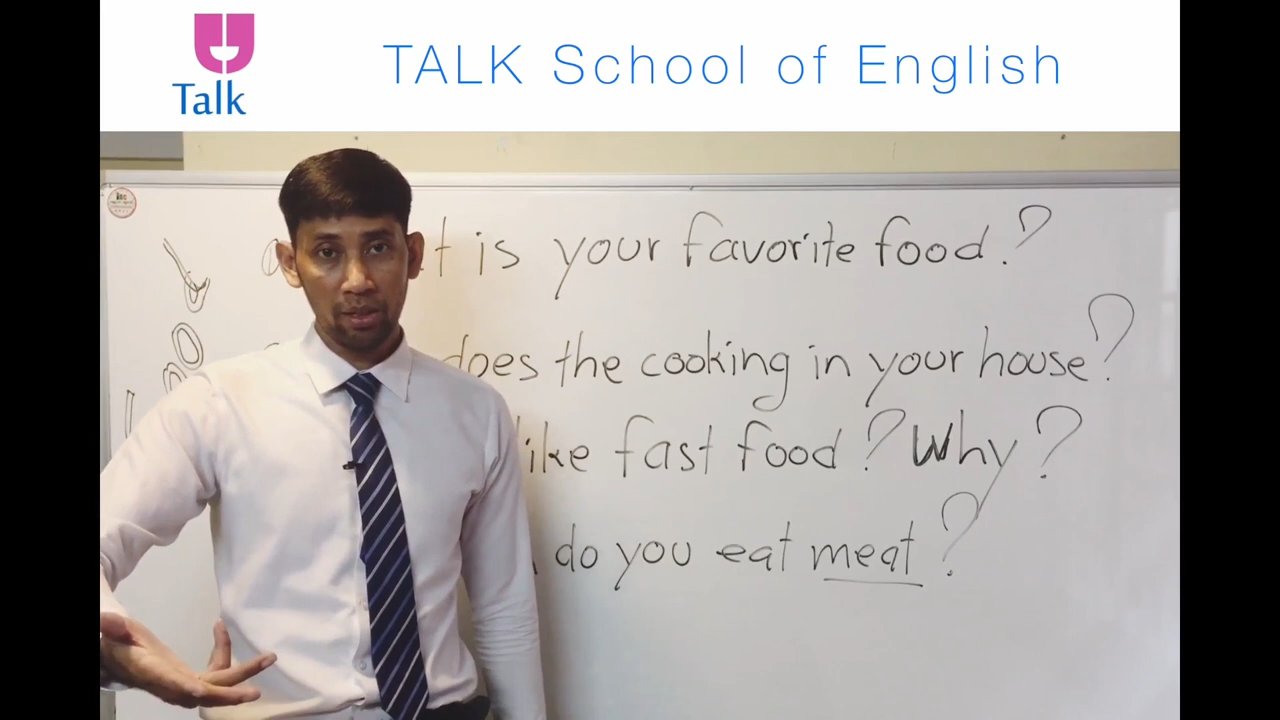 Talk
TALK School of English
t is your favorite food?
does the cooking in your house?
like fast food? Why?
do you eat meat?